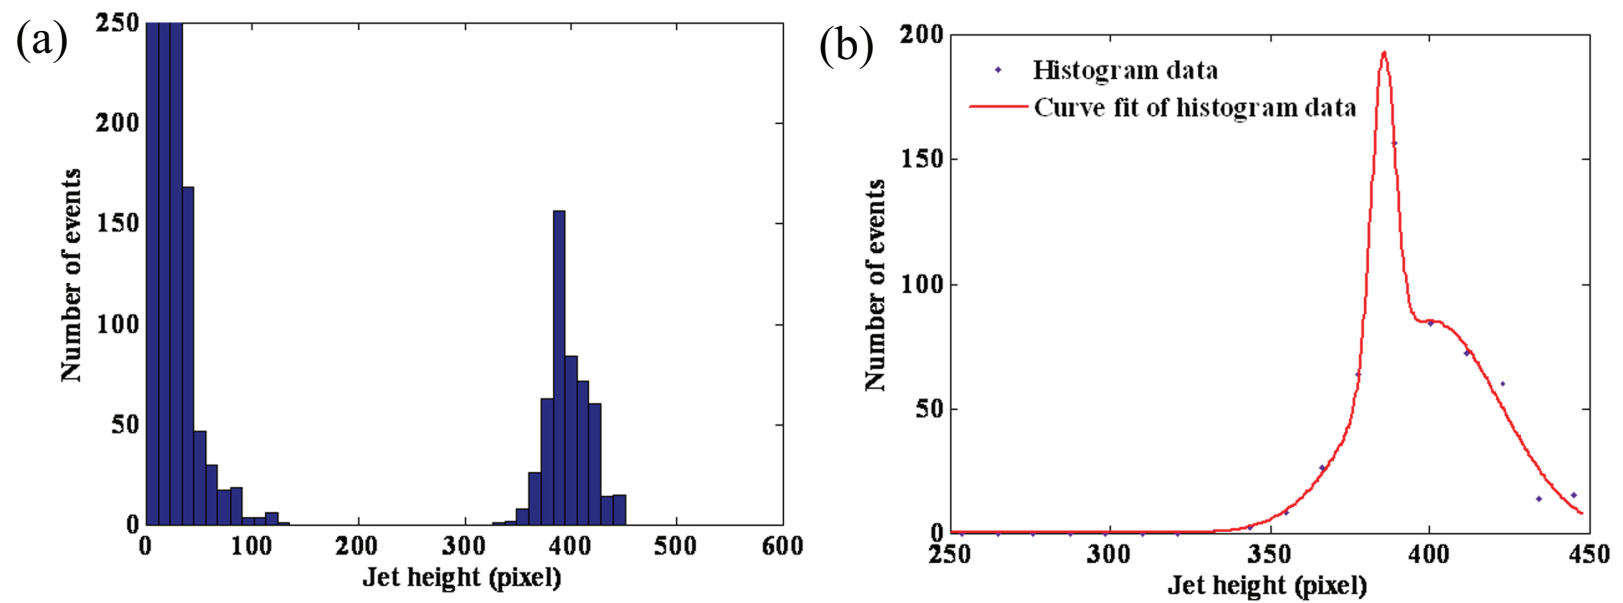 (a)
250
200
150
100
50
0
0 100 200 300 400 500 600
Number of events
Jet height (pixel)
(b)
200
150
100
50
0
250 300 350 400 450
Number of events
Jet height (pixel)
Histogram data
Curve fit of histogram data